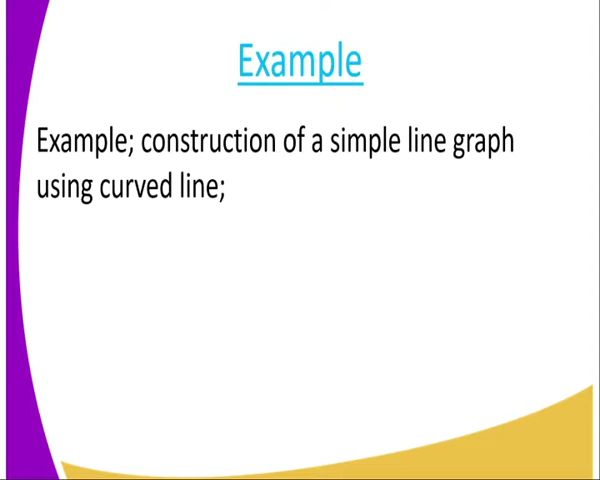 Example
Example; construction of a simple line graph
using curved line;